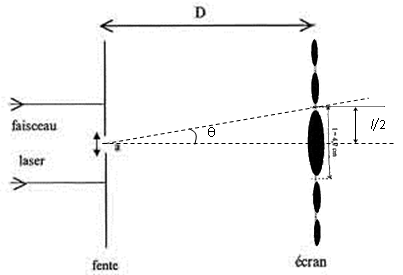 D
faisceau
laser
a
θ
l/2
fente
écran